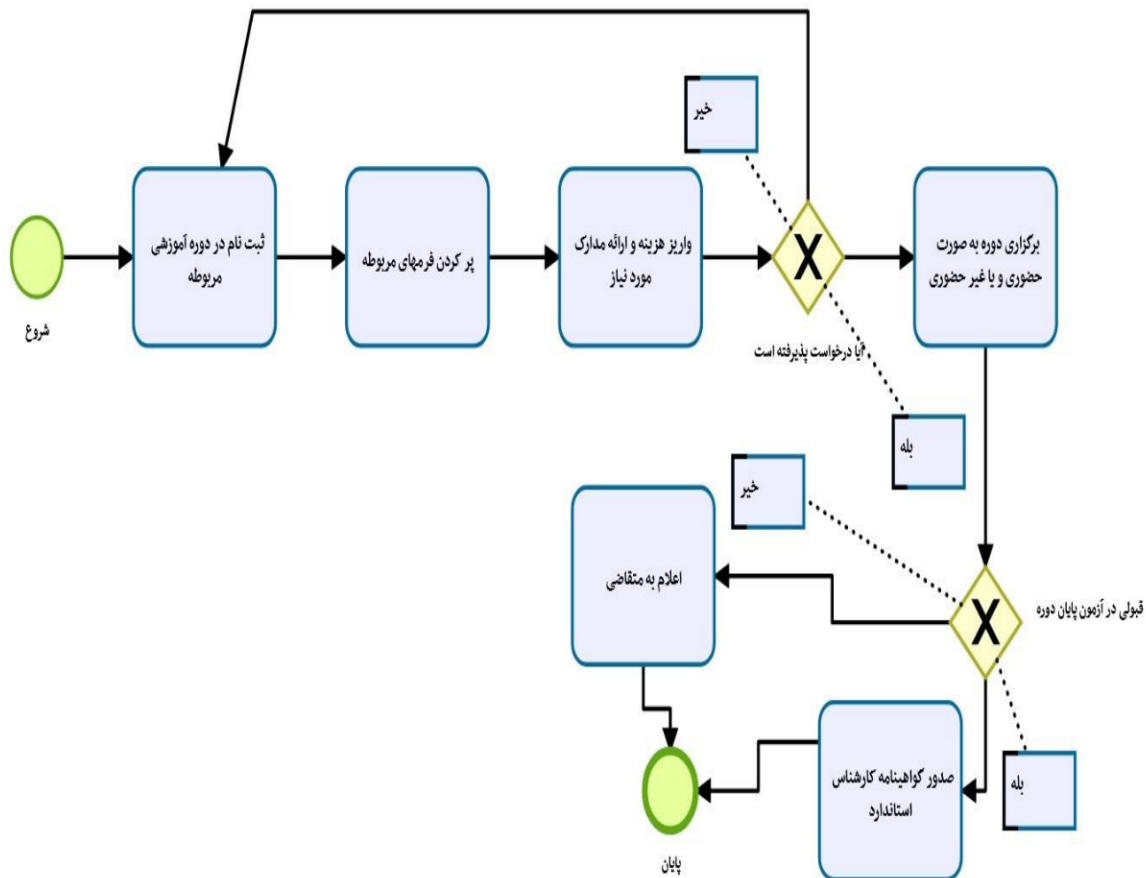 خیر
ثبت نام در دوره آموزشی
مربوطه
پر کردن فرمهای مربوطه
واریز هزینه و ارائه مدارک
مورد نیاز
برگزاری دوره به صورت
حضوری و یا غیر حضوری
شروع
آیا درخواست پذیرفته است
بله
خیر
اعلام به متقاضی
قبولی در آزمون پایان دوره
صدور گواهینامه کارشناس
استاندارد
بله
پایان